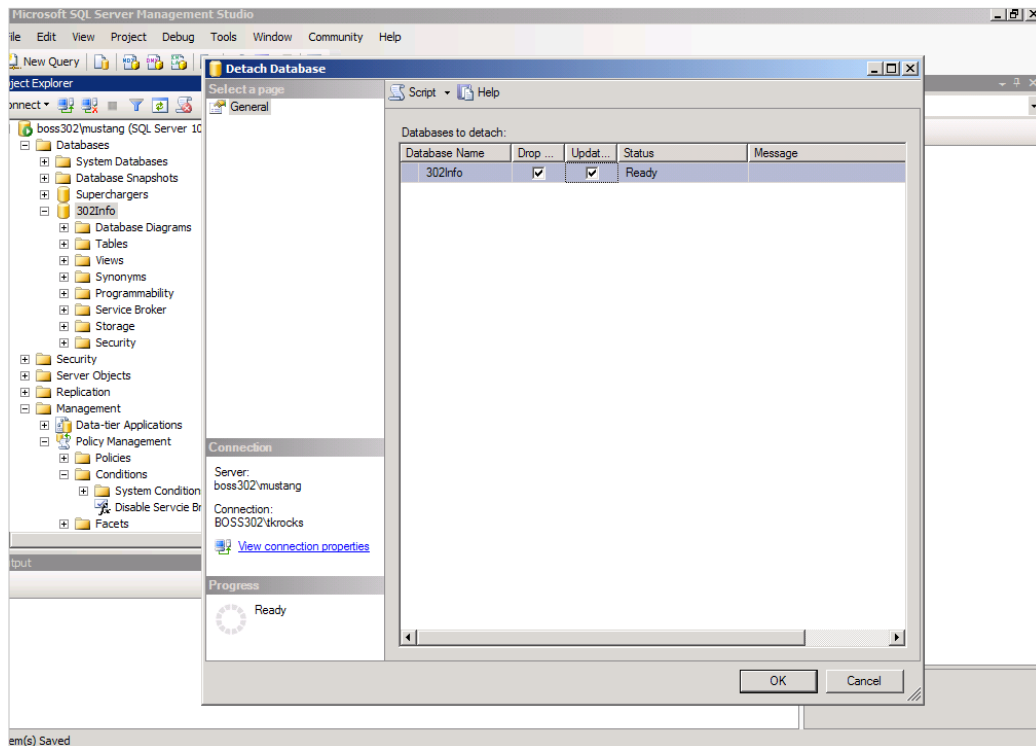 Microsoft SQL Server Management Studio
ile Edit View Project Debug Tools Window Community Help
New Query
ject Explorer
onnect
boss302\mustang (SQL Server 10
Databases
System Databases
Database Snapshots
Superchargers
302Info
Database Diagrams
Tables
Views
Synonyms
Programmability
Service Broker
Storage
Security
Security
Server Objects
Replication
Management
Data-tier Applications
Policy Management
Policies
Conditions
System Condition
Disable Servcie Br
Facets
tput
Detach Database
Select a page
General
Script Help
Databases to detach:
Database Name Drop ... Updat... Status Message
302Info Ready
Connection
Server:
boss302\mustang
Connection:
BOSS302\tkrocks
View connection properties
Progress
Ready
OK Cancel
em(s) Saved